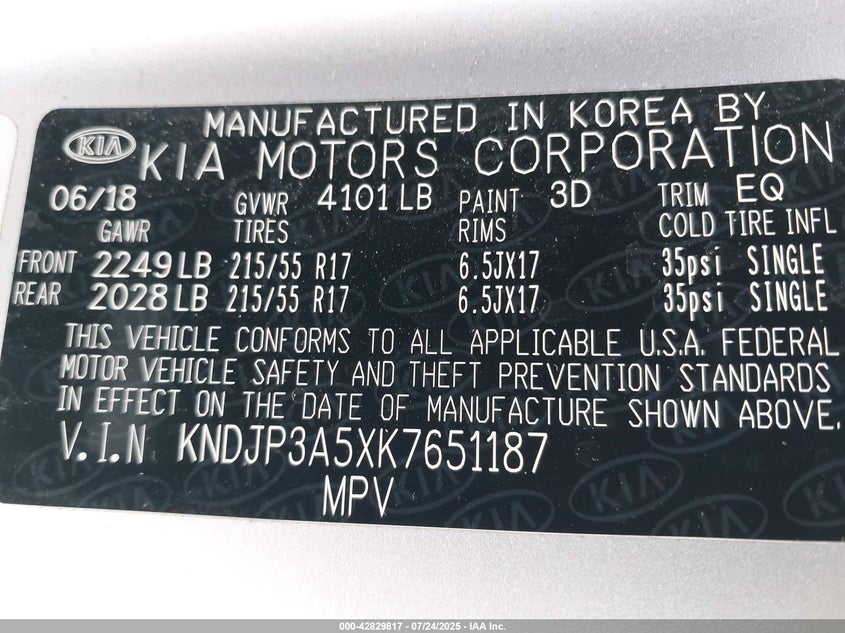 MANUFACTURED IN KOREA BY
KIA KIA MOTORS CORPORATION
06/18 GVWR 4101 LB PAINT 3D TRIM EQ
GAWR TIRES RIMS COLD TIRE INFL
FRONT 2249 LB 215/55 R17 6.5JX17 35psi SINGLE
REAR 2028 LB 215/55 R17 6.5JX17 35psi SINGLE
THIS VEHICLE CONFORMS TO ALL APPLICABLE U.S.A. FEDERAL
MOTOR VEHICLE SAFETY AND THEFT PREVENTION STANDARDS
IN EFFECT ON THE DATE OF MANUFACTURE SHOWN ABOVE.
V.I.N KNDJP3A5XK7651187
MPV
000-42829817 - 07/24/2025 - IAA Inc.